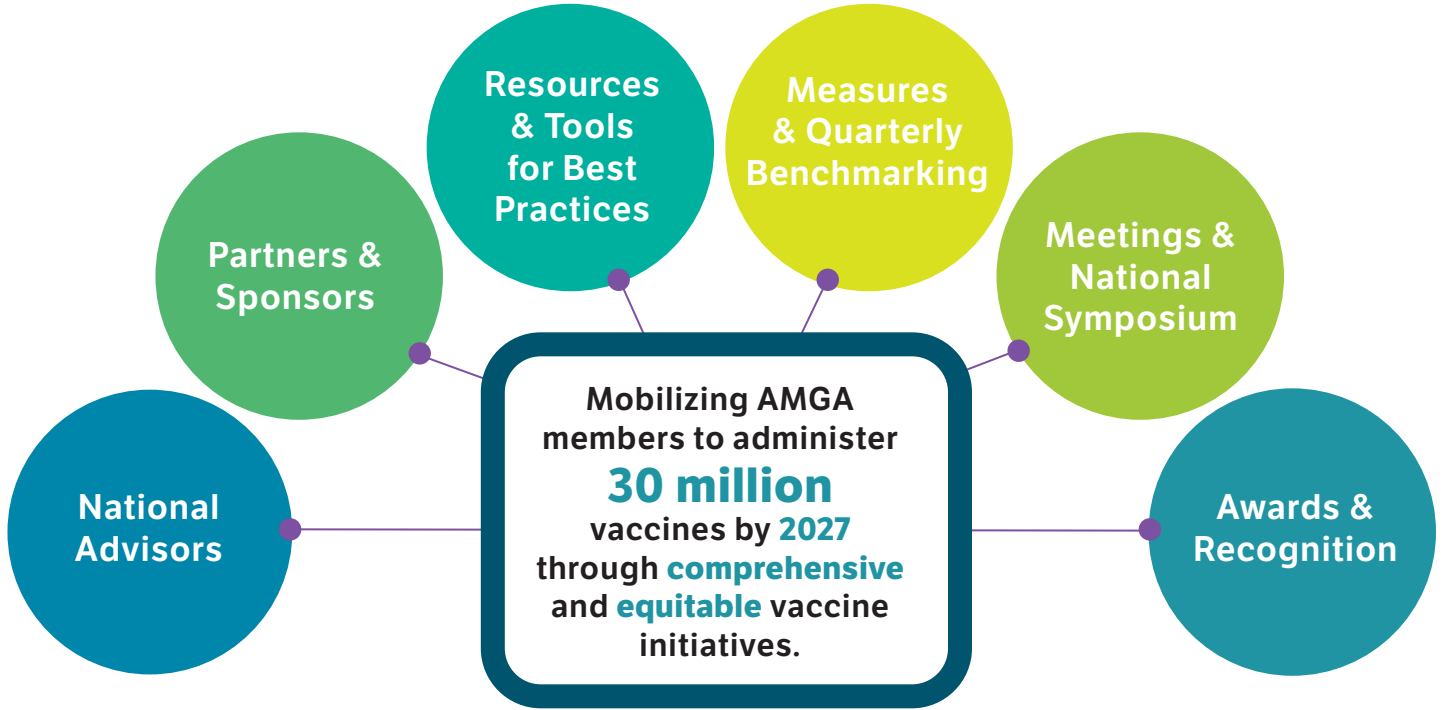 Resources
& Tools
for Best
Practices
Measures
& Quarterly
Benchmarking
Partners &
Sponsors
Meetings &
National
Symposium
National
Advisors
Mobilizing AMGA
members to administer
30 million
vaccines by 2027
through comprehensive
and equitable vaccine
initiatives.
Awards &
Recognition